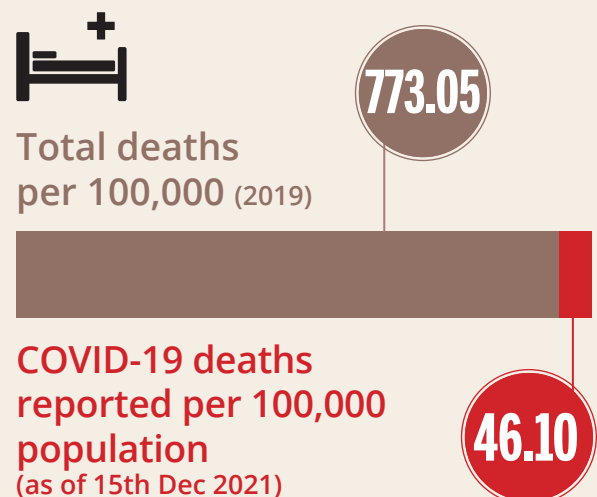 773.05
Total deaths
per 100,000 (2019)
COVID-19 deaths
reported per 100,000
population
(as of 15th Dec 2021)
46.10